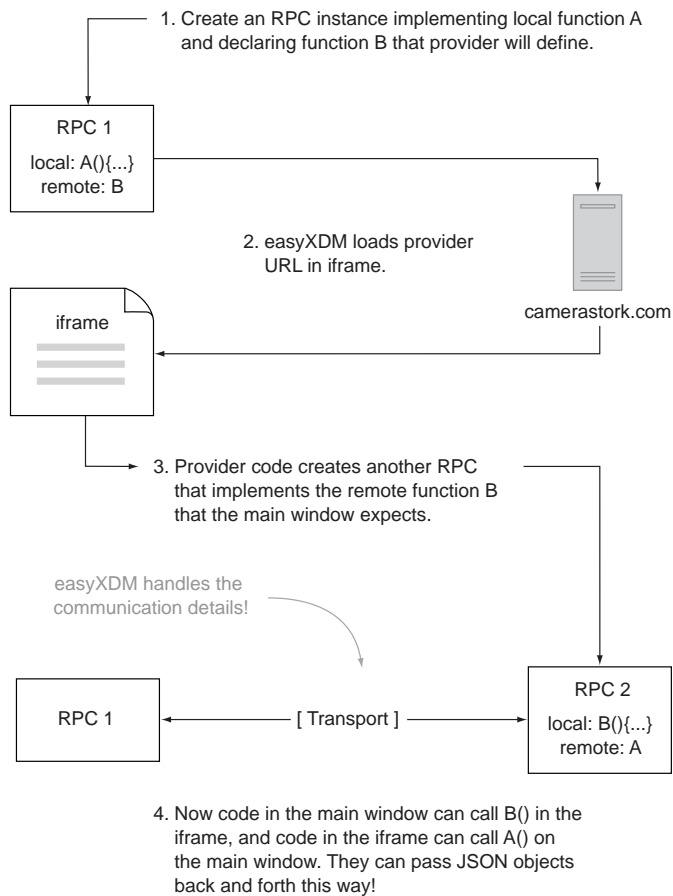 1. Create an RPC instance implementing local function A
and declaring function B that provider will define.
RPC 1
local: A(){...}
remote: B
2. easyXDM loads provider
URL in iframe.
camerastork.com
iframe
3. Provider code creates another RPC
that implements the remote function B
that the main window expects.
easyXDM handles the
communication details!
RPC 1
[ Transport ]
RPC 2
local: B(){...}
remote: A
4. Now code in the main window can call B() in the
iframe, and code in the iframe can call A() on
the main window. They can pass JSON objects
back and forth this way!